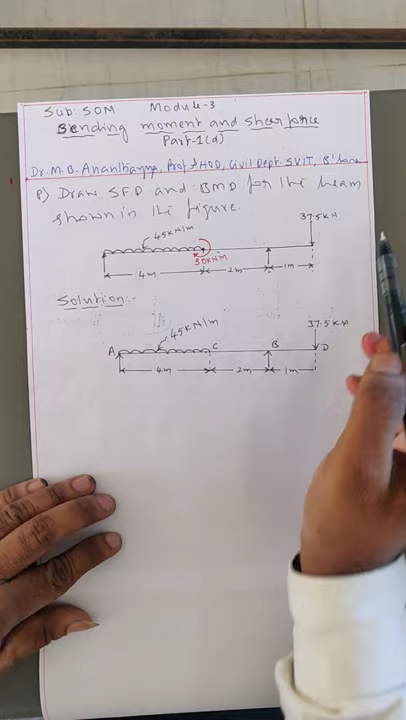 Sub: SOM Module-3
Bending moment and shear force
Part-1(d)
Dr. M. B. Ananthayya, Prof & HOD, Civil Dept. SVIT, B'lore
P) Draw SFD and BMD for the beam
shown in the figure.
37.5KN
45KN/m
30KNm
4m 2m 1m
Solution:-
45KN/m 37.5KN
A C B D
4m 2m 1m